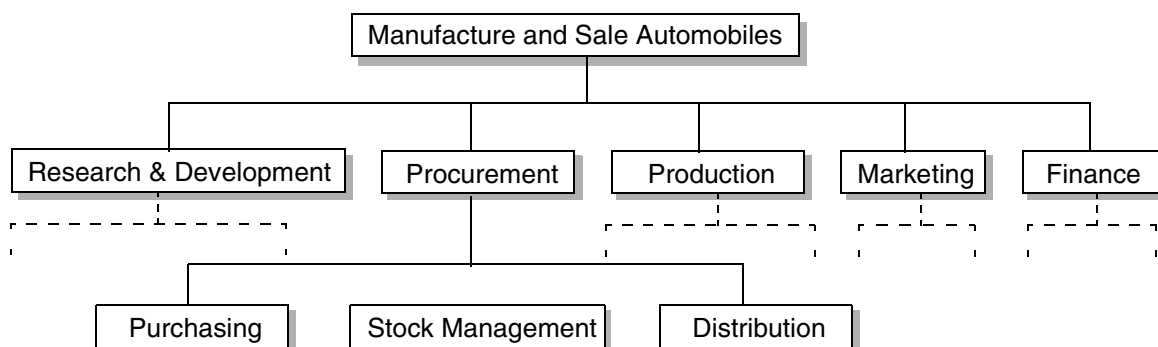 Manufacture and Sale Automobiles
Research & Development
Procurement
Production
Marketing
Finance
Purchasing
Stock Management
Distribution